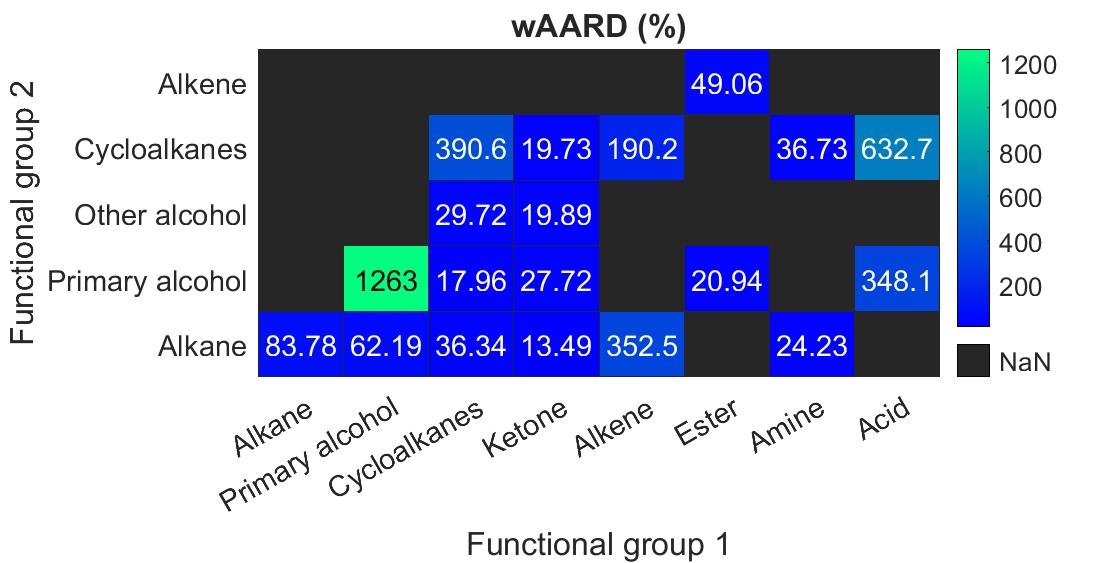 wAARD (%)
Functional group 2
Alkene 49.06
Cycloalkanes 390.6 19.73 190.2 36.73 632.7
Other alcohol 29.72 19.89
Primary alcohol 1263 17.96 27.72 20.94 348.1
Alkane 83.78 62.19 36.34 13.49 352.5 24.23
Alkane Primary alcohol Cycloalkanes Ketone Alkene Ester Amine Acid
Functional group 1
1200
1000
800
600
400
200
NaN